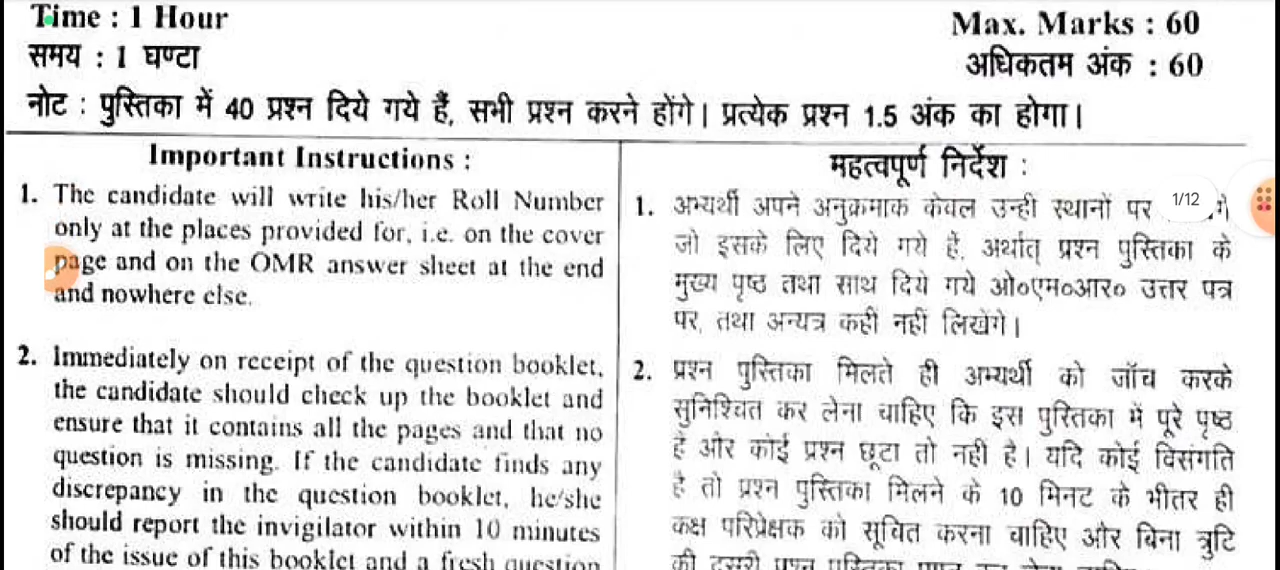 Time : 1 Hour
Max. Marks : 60
समय : 1 घण्टा
अधिकतम अंक : 60
नोट : पुस्तिका में 40 प्रश्न दिये गये हैं, सभी प्रश्न करने होंगे। प्रत्येक प्रश्न 1.5 अंक का होगा।
Important Instructions :
1. The candidate will write his/her Roll Number
only at the places provided for, i.e. on the cover
page and on the OMR answer sheet at the end
and nowhere else.
2. Immediately on receipt of the question booklet,
the candidate should check up the booklet and
ensure that it contains all the pages and that no
question is missing. If the candidate finds any
discrepancy in the question booklet, he/she
should report the invigilator within 10 minutes
of the issue of this booklet and a fresh question
महत्वपूर्ण निर्देश :
1. अभ्यर्थी अपने अनुक्रमाक केवल उन्ही स्थानों पर
1/12
जो इसके लिए दिये गये हैं, अर्थात् प्रश्न पुस्तिका के
मुख्य पृष्ठ तथा साथ दिये गये ओ०एम०आर० उत्तर पत्र
पर, तथा अन्यत्र कहीं नहीं लिखेंगे।
2. प्रश्न पुस्तिका मिलते ही अभ्यर्थी को जॉच करके
सुनिश्चित कर लेना चाहिए कि इस पुस्तिका में पूरे पृष्ठ
है और कोई प्रश्न छूटा तो नही है। यदि कोई विसंगति
है तो प्रश्न पुस्तिका मिलने के 10 मिनट के भीतर ही
कक्ष परिप्रेक्षक को सूचित करना चाहिए और बिना त्रुटि
की दूसरी प्रश्न पुस्तिका